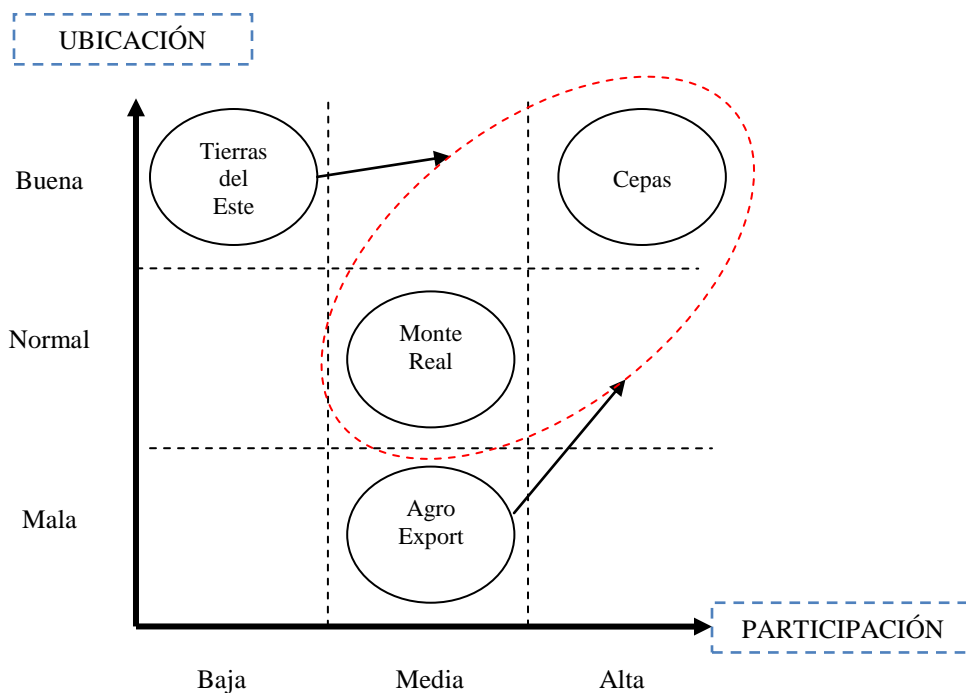 UBICACIÓN
Buena
Tierras
del
Este
Cepas
Normal
Monte
Real
Mala
Agro
Export
PARTICIPACIÓN
Baja
Media
Alta